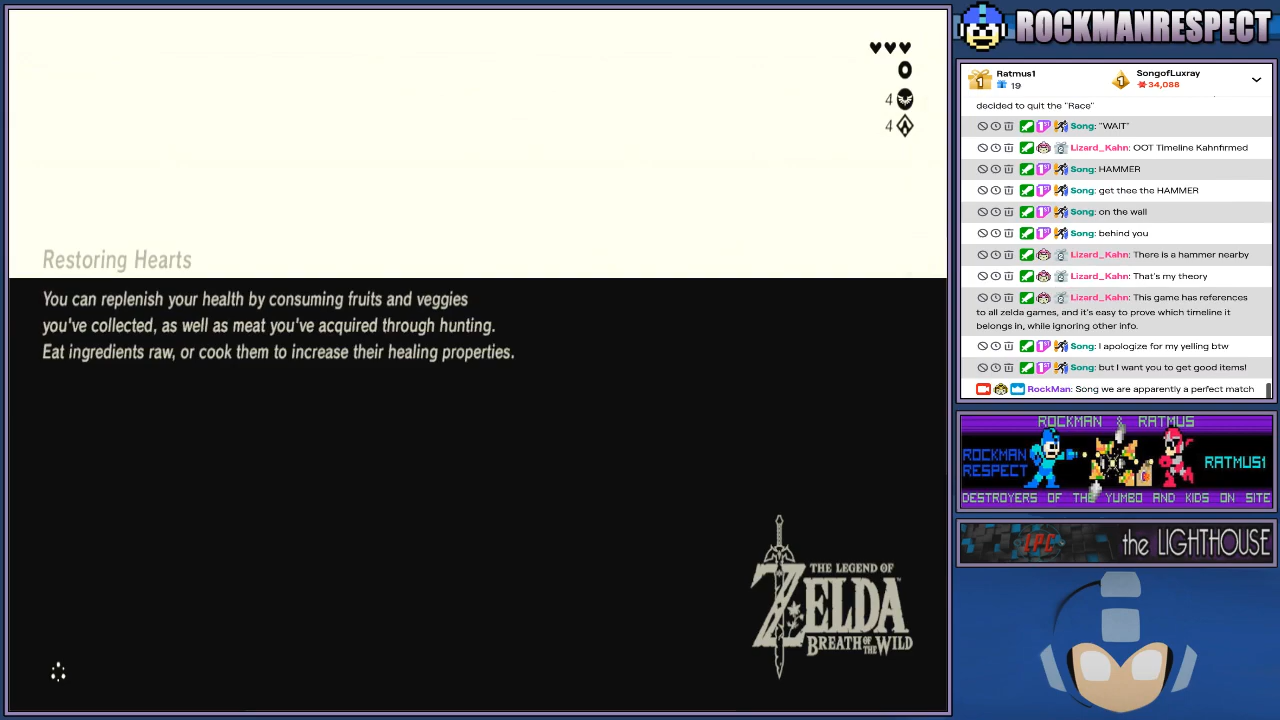 4
4
Restoring Hearts
You can replenish your health by consuming fruits and veggies
you've collected, as well as meat you've acquired through hunting.
Eat ingredients raw, or cook them to increase their healing properties.
THE LEGEND OF
ZELDA
BREATH OF THE WILD
ROCKMANRESPECT
1 Ratmus1
19
1 SongofLuxray
34,088
decided to quit the "Race"
Song: "WAIT"
Lizard_Kahn: OOT Timeline Kahnfirmed
Song: HAMMER
Song: get thee the HAMMER
Song: on the wall
Song: behind you
Lizard_Kahn: There is a hammer nearby
Lizard_Kahn: That's my theory
Lizard_Kahn: This game has references
to all zelda games, and it's easy to prove which timeline it
belongs in, while ignoring other info.
Song: I apologize for my yelling btw
Song: but I want you to get good items!
RockMan: Song we are apparently a perfect match
ROCKMAN & RATMUS
ROCKMAN
RESPECT
RATMUS1
DESTROYERS OF THE YUMBO AND KIDS ON SITE
LPC the LIGHTHOUSE